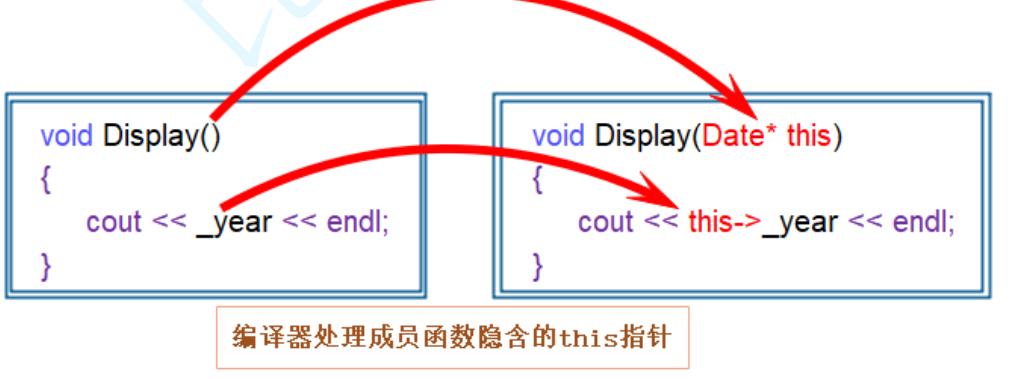 void Display()
{
cout << _year << endl;
}
void Display(Date* this)
{
cout << this->_year << endl;
}
编译器处理成员函数隐含的this指针